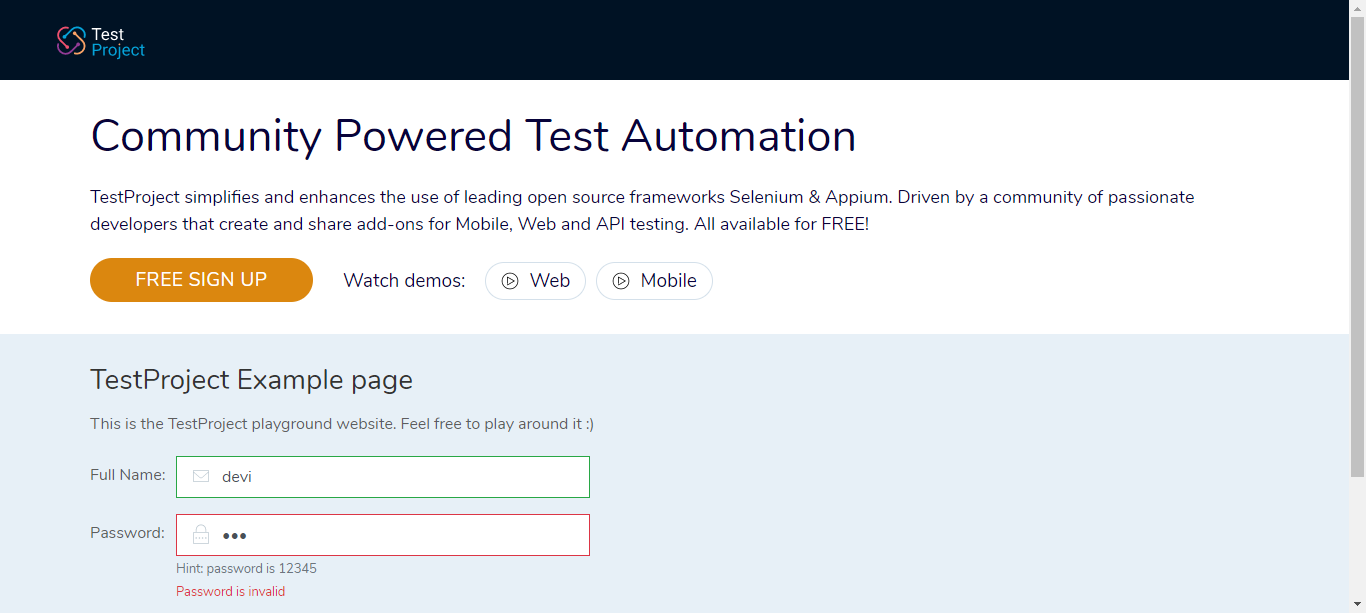 Test
Project
Community Powered Test Automation
TestProject simplifies and enhances the use of leading open source frameworks Selenium & Appium. Driven by a community of passionate
developers that create and share add-ons for Mobile, Web and API testing. All available for FREE!
FREE SIGN UP Watch demos: Web Mobile
TestProject Example page
This is the TestProject playground website. Feel free to play around it :)
Full Name: devi
Password: •••
Hint: password is 12345
Password is invalid